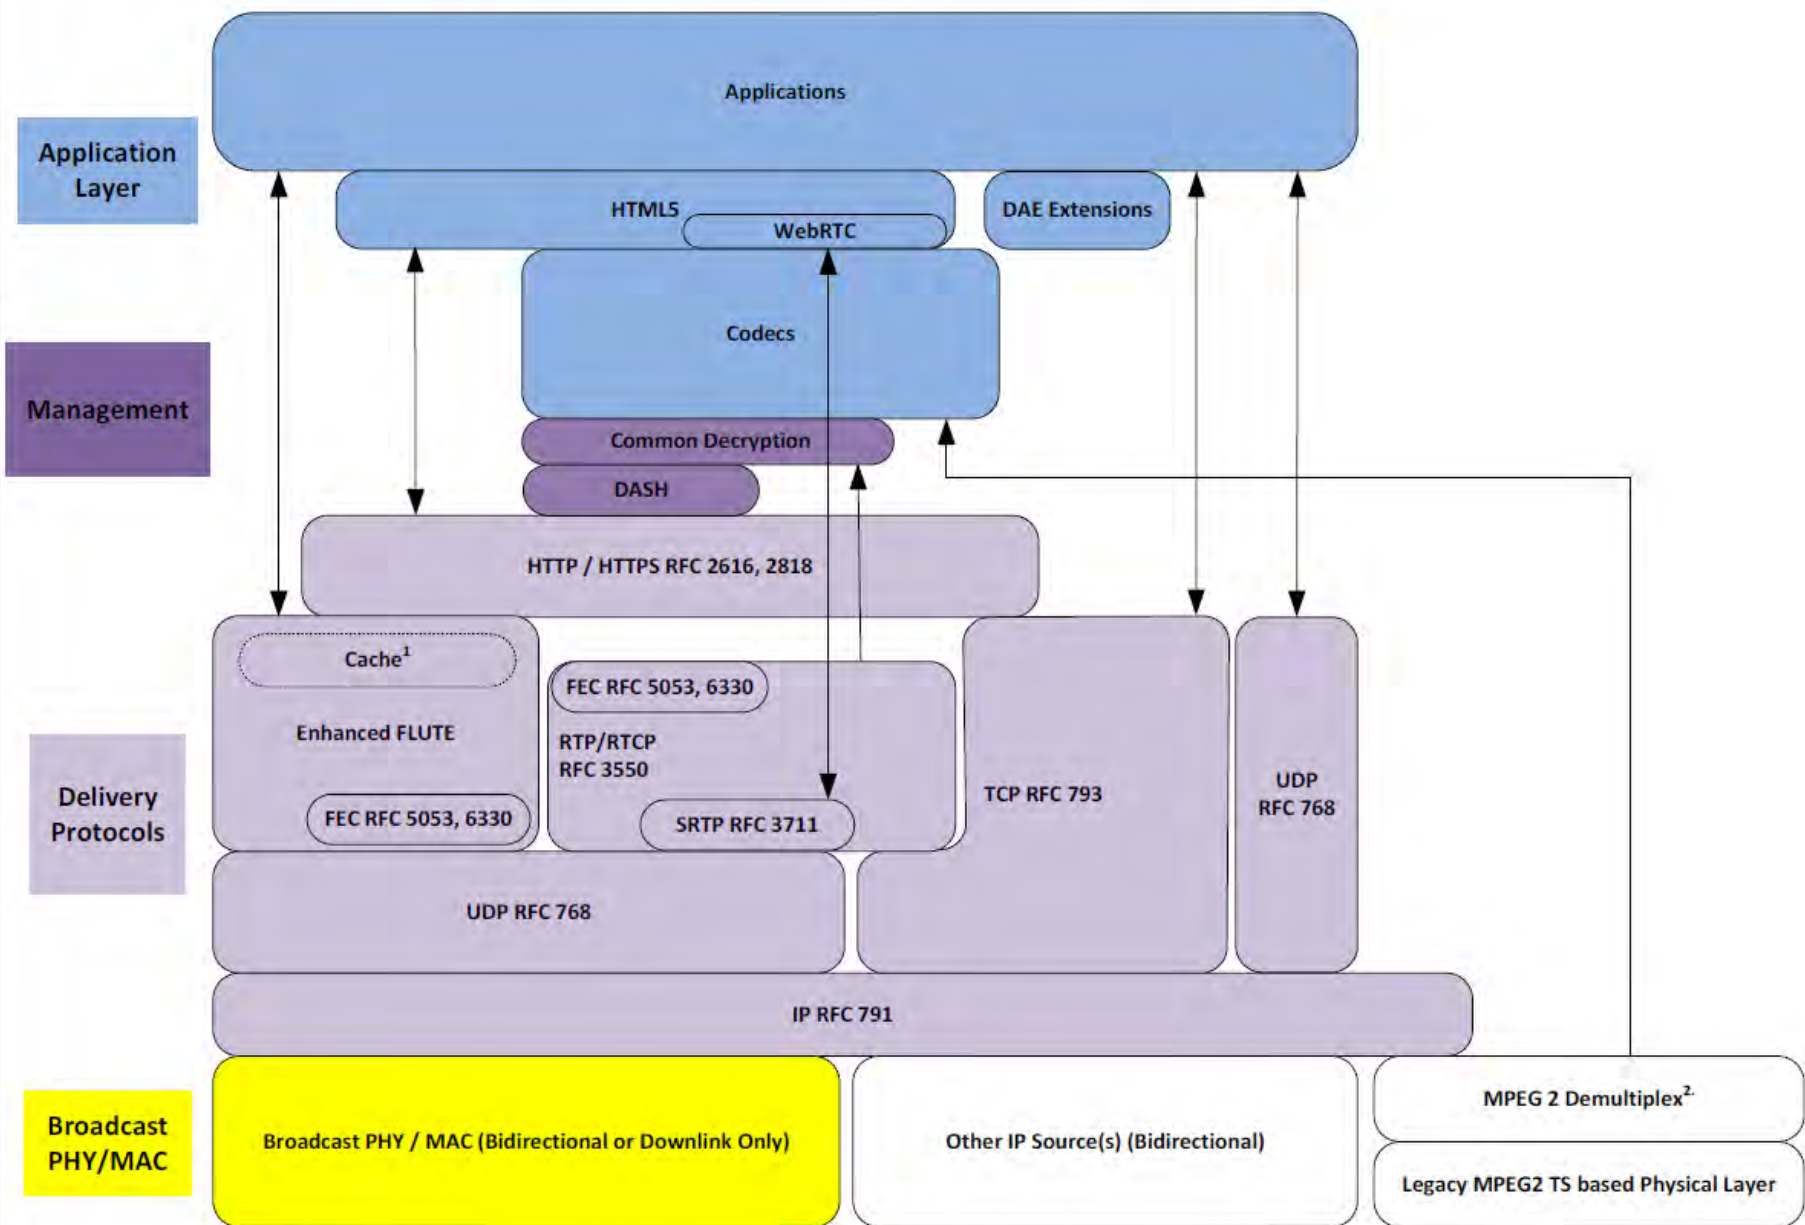 Applications
Application
Layer
HTML5
DAE Extensions
WebRTC
Codecs
Management
Common Decryption
DASH
HTTP / HTTPS RFC 2616, 2818
Cache1
FEC RFC 5053, 6330
Enhanced FLUTE
RTP/RTCP
RFC 3550
Delivery
Protocols
FEC RFC 5053, 6330
SRTP RFC 3711
TCP RFC 793
UDP
RFC 768
UDP RFC 768
IP RFC 791
Broadcast
PHY/MAC
Broadcast PHY / MAC (Bidirectional or Downlink Only)
Other IP Source(s) (Bidirectional)
MPEG 2 Demultiplex2.
Legacy MPEG2 TS based Physical Layer